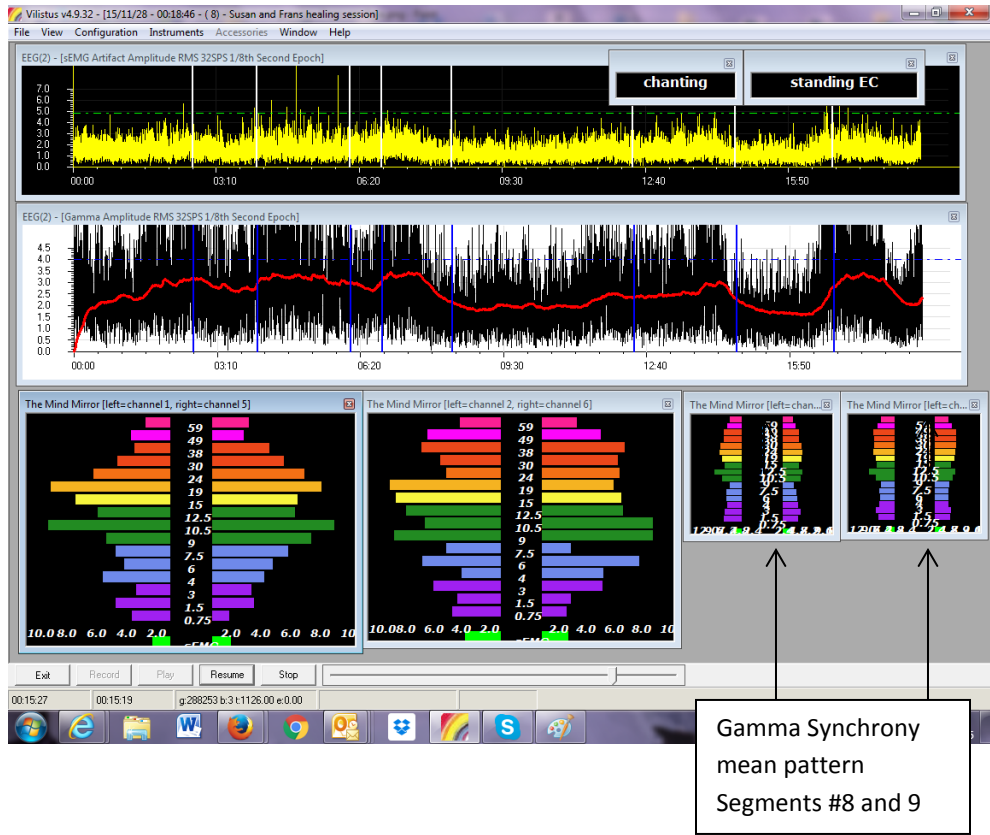 Vilistus v4.9.32 - [15/11/28 - 00:18:46 - ( 8) - Susan and Frans healing session]
File View Configuration Instruments Accessories Window Help
EEG(2) - [sEMG Artifact Amplitude RMS 32SPS 1/8th Second Epoch]
chanting
standing EC
7.0
6.0
5.0
4.0
3.0
2.0
1.0
0.0
00:00 03:10 06:20 09:30 12:40 15:50
EEG(2) - [Gamma Amplitude RMS 32SPS 1/8th Second Epoch]
4.5
4.0
3.5
3.0
2.5
2.0
1.5
1.0
0.5
0.0
00:00 03:10 06:20 09:30 12:40 15:50
The Mind Mirror [left=channel 1, right=channel 5]
59
49
38
30
24
19
15
12.5
10.5
9
7.5
6
4
3
1.5
0.75
10.0 8.0 6.0 4.0 2.0 2.0 4.0 6.0 8.0 10
The Mind Mirror [left=channel 2, right=channel 6]
59
49
38
30
24
19
15
12.5
10.5
9
7.5
6
4
3
1.5
0.75
10.0 8.0 6.0 4.0 2.0 2.0 4.0 6.0 8.0 10.0
sEMG
The Mind Mirror [left=chan...
The Mind Mirror [left=ch...
Exit Record Play Resume Stop
00:15:27 00:15:19 g:288253 b:3 t:1126.00 e:0.00
Gamma Synchrony
mean pattern
Segments #8 and 9